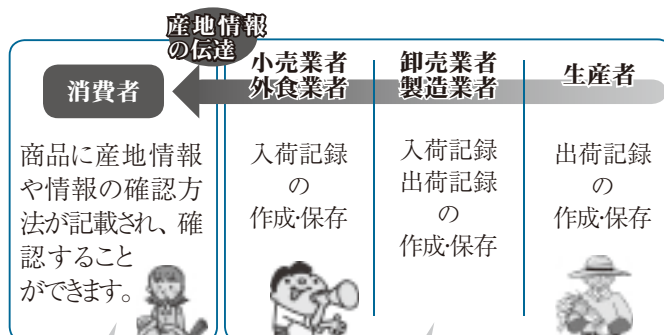 産地情報
の伝達
消費者
小売業者
外食業者
卸売業者
製造業者
生産者
商品に産地情報
や情報の確認方
法が記載され、確
認すること
ができます。
入荷記録
の
作成・保存
入荷記録
出荷記録
の
作成・保存
出荷記録
の
作成・保存